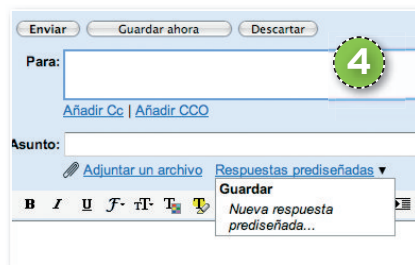 Enviar Guardar ahora Descartar
Para:
4
Añadir Cc | Añadir CCO
Asunto:
Adjuntar un archivo Respuestas prediseñadas ▼
Guardar
Nueva respuesta
prediseñada...
B I U F T T T